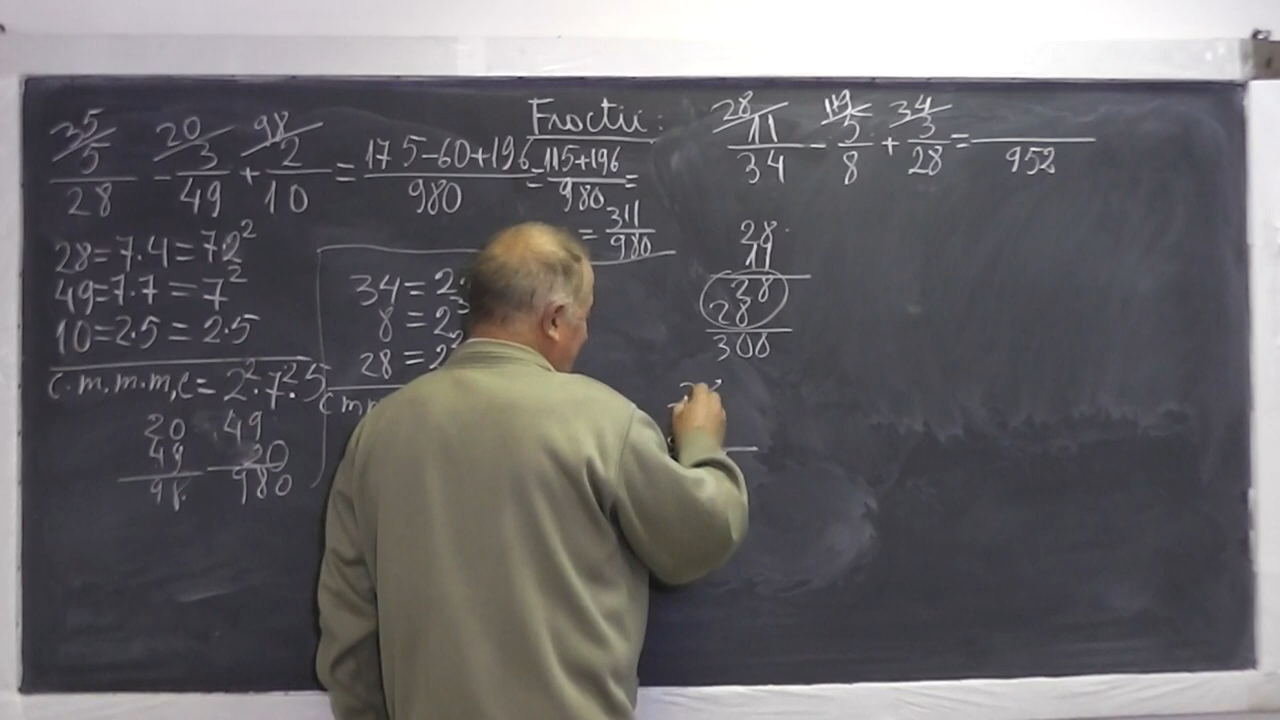 Fractii:
35 20 98
5/28 - 3/49 + 2/10 = 175-60+196/980 = 115+196/980 =
= 311/980
28=7.4=7.2²
49=7.7=7²
10=2.5=2.5
c.m.m.m.c=2².7².5
20 49
49 20
98. 980
34=2
8=2³
28=2²
28 119 34
11/34 - 5/8 + 3/28 = /952
28.
11
28
28
308